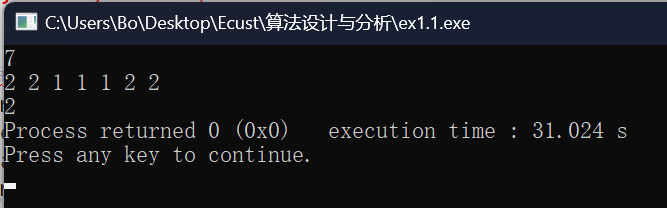 C:\Users\Bo\Desktop\Ecust\算法设计与分析\ex1.1.exe
7
2 2 1 1 1 2 2
2
Process returned 0 (0x0)   execution time : 31.024 s
Press any key to continue.